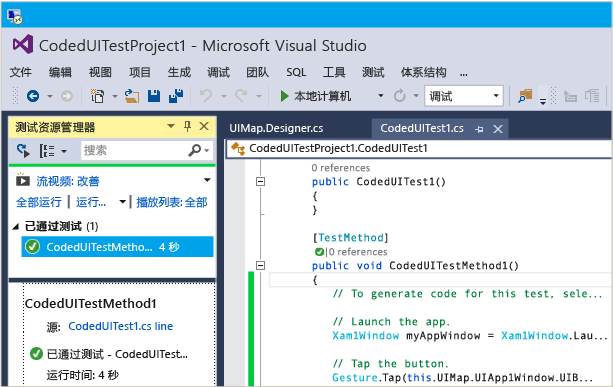 CodedUITestProject1 - Microsoft Visual Studio
文件 编辑 视图 项目 生成 调试 团队 SQL 工具 测试 体系结构 ...
本地计算机 调试
测试资源管理器
UIMap.Designer.cs CodedUITest1.cs
搜索
CodedUITestProject1.CodedUITest1
流视频: 改善
全部运行 | 运行... | 播放列表: 全部
已通过测试 (1)
CodedUITestMetho... 4 秒
CodedUITestMethod1
源: CodedUITest1.cs line
已通过测试 - CodedUITest...
运行时间: 4 秒
0 references
public CodedUITest1()
{
}
[TestMethod]
|0 references
public void CodedUITestMethod1()
{
// To generate code for this test, sele...
// Launch the app.
Xam1Window myAppWindow = Xam1Window.Lau...
// Tap the button.
Gesture.Tap(this.UIMap.UIApp1Window.UIB...